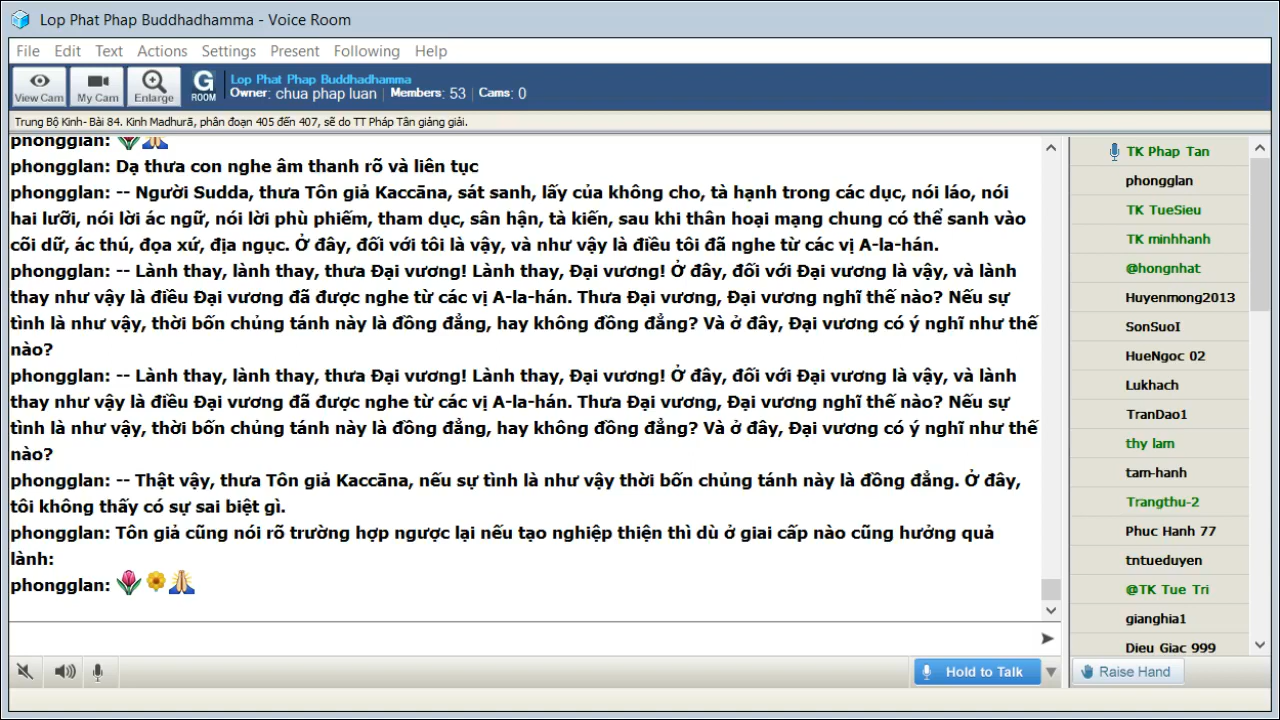 Lop Phat Phap Buddhadhamma - Voice Room
File Edit Text Actions Settings Present Following Help
View Cam My Cam Enlarge G ROOM
Lop Phat Phap Buddhadhamma
Owner: chua phap luan | Members: 53 | Cams: 0
Trung Bộ Kinh- Bài 84. Kinh Madhurā, phân đoạn 405 đến 407, sẽ do TT Pháp Tân giảng giải.
phongglan:
phongglan: Dạ thưa con nghe âm thanh rõ và liên tục
phongglan: -- Người Sudda, thưa Tôn giả Kaccāna, sát sanh, lấy của không cho, tà hạnh trong các dục, nói láo, nói
hai lưỡi, nói lời ác ngữ, nói lời phù phiếm, tham dục, sân hận, tà kiến, sau khi thân hoại mạng chung có thể sanh vào
cõi dữ, ác thú, đọa xứ, địa ngục. Ở đây, đối với tôi là vậy, và như vậy là điều tôi đã nghe từ các vị A-la-hán.
phongglan: -- Lành thay, lành thay, thưa Đại vương! Lành thay, Đại vương! Ở đây, đối với Đại vương là vậy, và lành
thay như vậy là điều Đại vương đã được nghe từ các vị A-la-hán. Thưa Đại vương, Đại vương nghĩ thế nào? Nếu sự
tình là như vậy, thời bốn chủng tánh này là đồng đẳng, hay không đồng đẳng? Và ở đây, Đại vương có ý nghĩ như thế
nào?
phongglan: -- Lành thay, lành thay, thưa Đại vương! Lành thay, Đại vương! Ở đây, đối với Đại vương là vậy, và lành
thay như vậy là điều Đại vương đã được nghe từ các vị A-la-hán. Thưa Đại vương, Đại vương nghĩ thế nào? Nếu sự
tình là như vậy, thời bốn chủng tánh này là đồng đẳng, hay không đồng đẳng? Và ở đây, Đại vương có ý nghĩ như thế
nào?
phongglan: -- Thật vậy, thưa Tôn giả Kaccāna, nếu sự tình là như vậy thời bốn chủng tánh này là đồng đẳng. Ở đây,
tôi không thấy có sự sai biệt gì.
phongglan: Tôn giả cũng nói rõ trường hợp ngược lại nếu tạo nghiệp thiện thì dù ở giai cấp nào cũng hưởng quả
lành:
phongglan:
TK Phap Tan
phongglan
TK TueSieu
TK minhhanh
@hongnhat
Huyenmong2013
SonSuoI
HueNgoc 02
Lukhach
TranDao1
thy lam
tam-hanh
Trangthu-2
Phuc Hanh 77
tntueduyen
@TK Tue Tri
gianghia1
Dieu Giac 999
Hold to Talk
Raise Hand